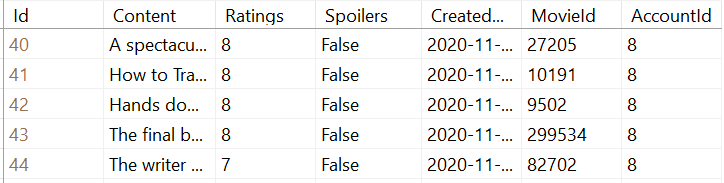 Id Content Ratings Spoilers Created... MovieId AccountId
40 A spectacu... 8 False 2020-11-... 27205 8
41 How to Tra... 8 False 2020-11-... 10191 8
42 Hands do... 8 False 2020-11-... 9502 8
43 The final b... 8 False 2020-11-... 299534 8
44 The writer ... 7 False 2020-11-... 82702 8